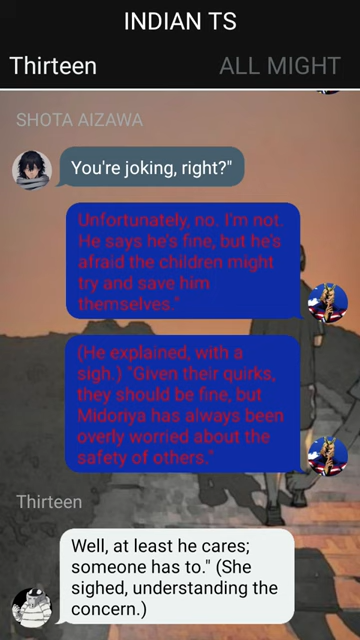 INDIAN TS
Thirteen ALL MIGHT
SHOTA AIZAWA
You're joking, right?"
Unfortunately, no. I'm not.
He says he's fine, but he's
afraid the children might
try and save him
themselves."
(He explained, with a
sigh.) "Given their quirks,
they should be fine, but
Midoriya has always been
overly worried about the
safety of others."
Thirteen
Well, at least he cares;
someone has to." (She
sighed, understanding the
concern.)